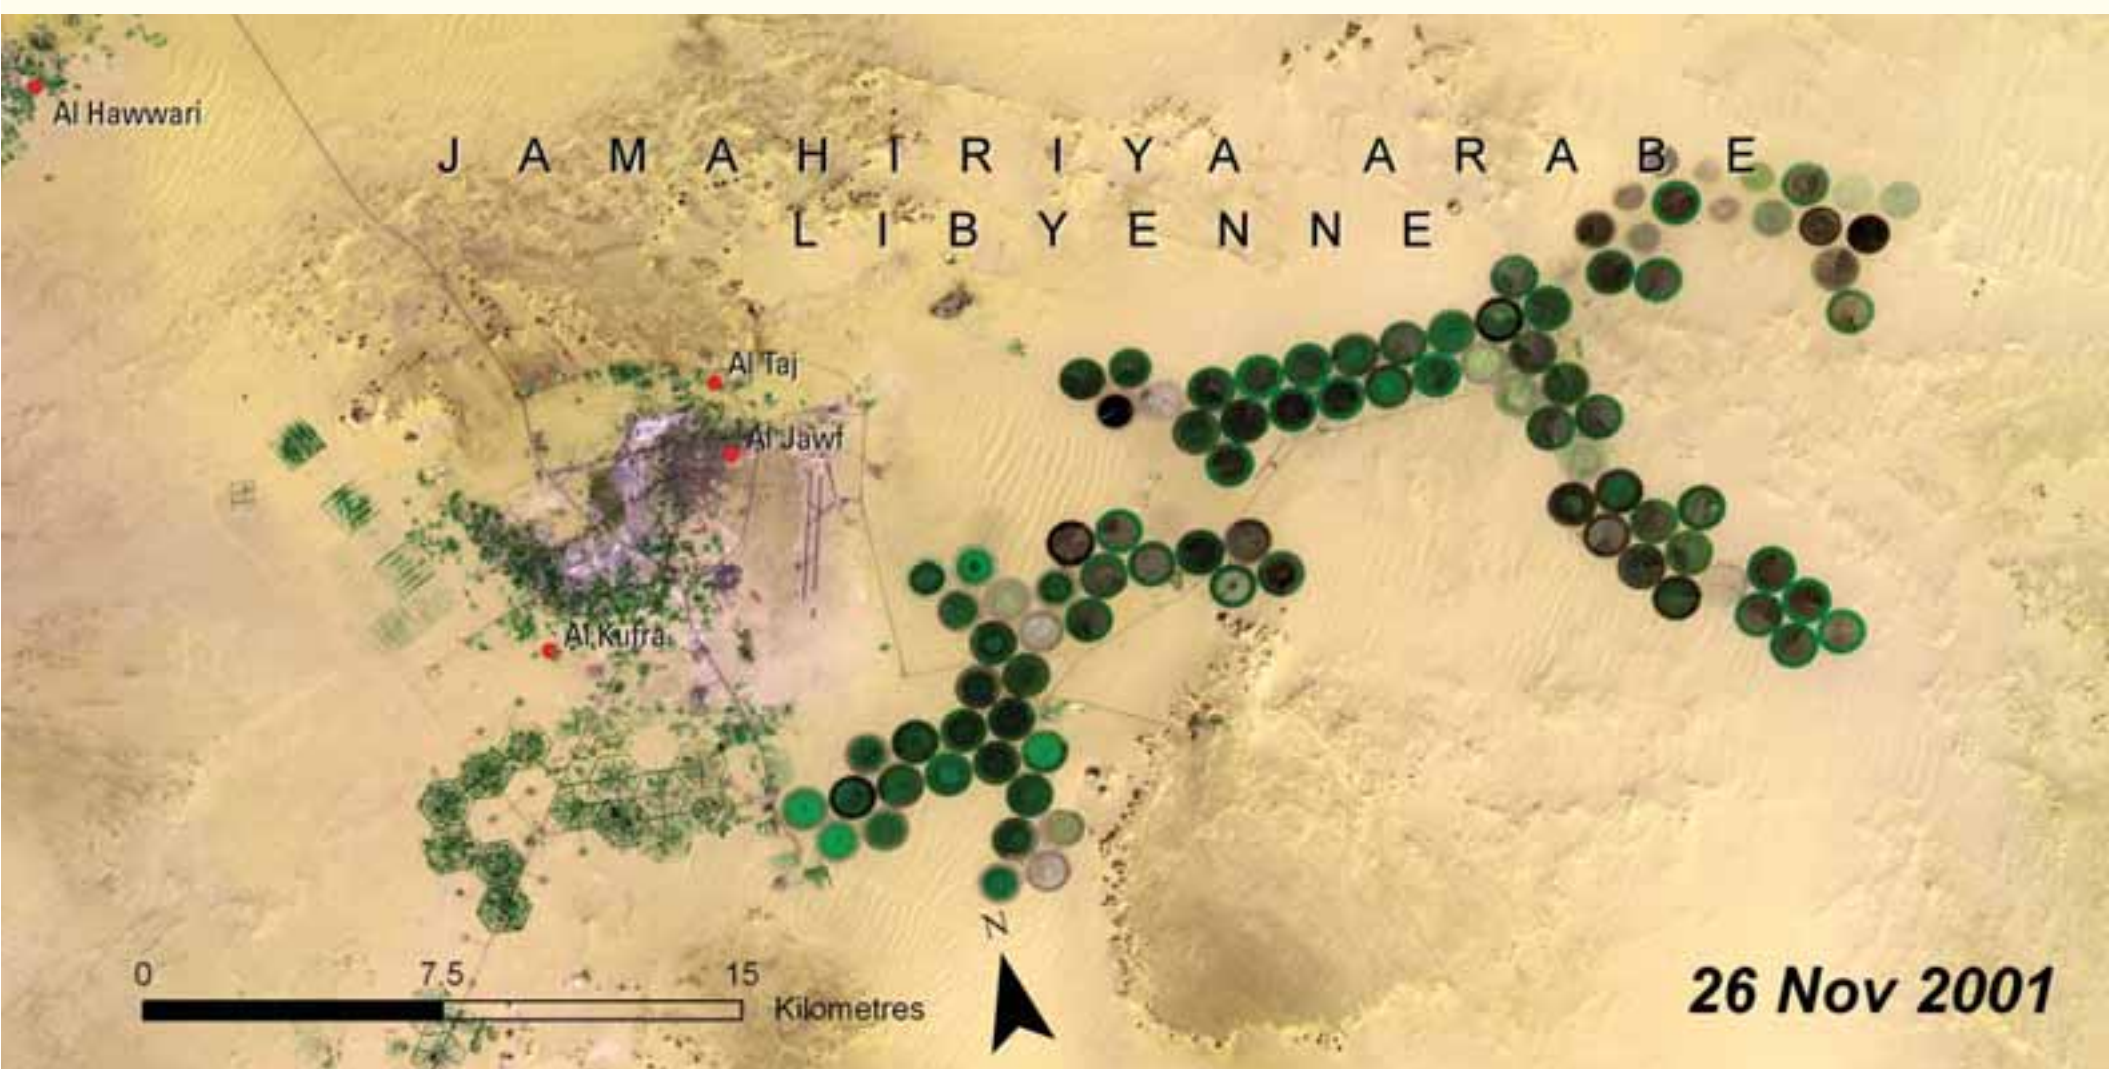 Al Hawwari
J A M A H I R I Y A A R A B E
L I B Y E N N E
Al Taj
Al Jawf
Al Kufra
N
0 7.5 15
Kilometres
26 Nov 2001